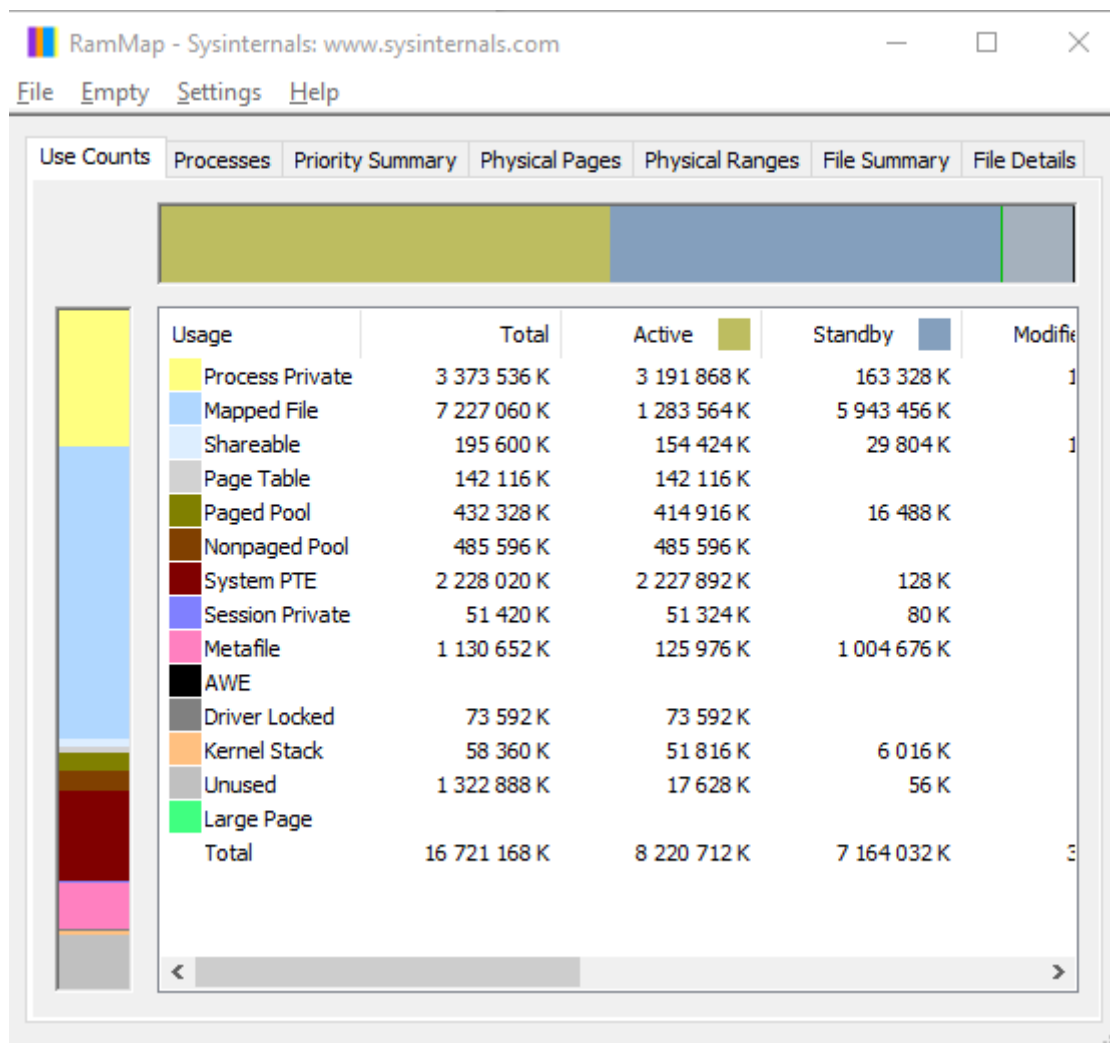 RamMap - Sysinternals: www.sysinternals.com
File Empty Settings Help
Use Counts Processes Priority Summary Physical Pages Physical Ranges File Summary File Details
Usage Total Active Standby Modifie
Process Private 3 373 536 K 3 191 868 K 163 328 K 1
Mapped File 7 227 060 K 1 283 564 K 5 943 456 K
Shareable 195 600 K 154 424 K 29 804 K 1
Page Table 142 116 K 142 116 K
Paged Pool 432 328 K 414 916 K 16 488 K
Nonpaged Pool 485 596 K 485 596 K
System PTE 2 228 020 K 2 227 892 K 128 K
Session Private 51 420 K 51 324 K 80 K
Metafile 1 130 652 K 125 976 K 1 004 676 K
AWE
Driver Locked 73 592 K 73 592 K
Kernel Stack 58 360 K 51 816 K 6 016 K
Unused 1 322 888 K 17 628 K 56 K
Large Page
Total 16 721 168 K 8 220 712 K 7 164 032 K 3